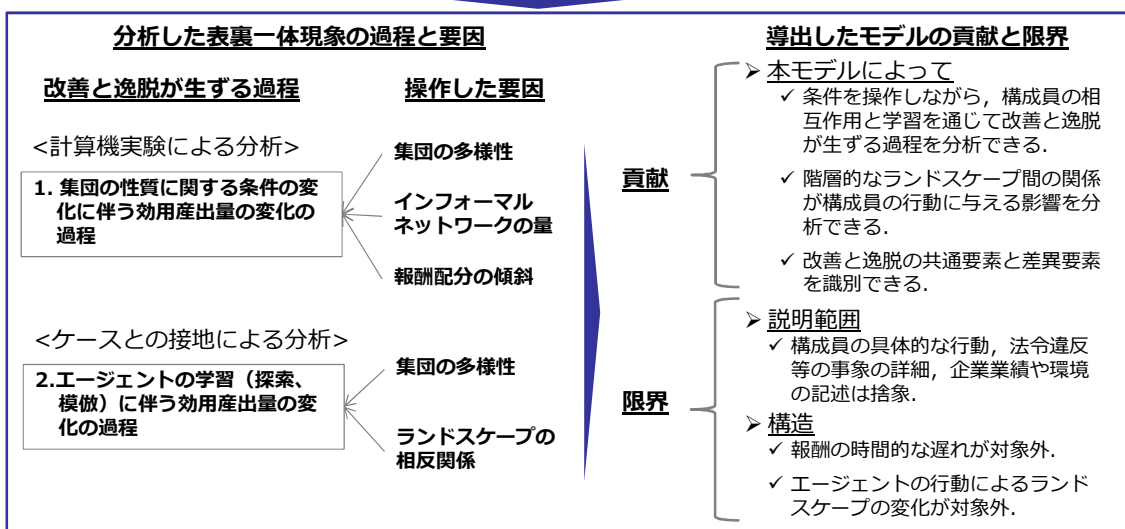 分析した表裏一体現象の過程と要因
改善と逸脱が生ずる過程
操作した要因
<計算機実験による分析>
1. 集団の性質に関する条件の変
化に伴う効用産出量の変化の
過程
集団の多様性
インフォーマル
ネットワークの量
報酬配分の傾斜
<ケースとの接地による分析>
2.エージェントの学習（探索、
模倣）に伴う効用産出量の変
化の過程
集団の多様性
ランドスケープの
相反関係
導出したモデルの貢献と限界
貢献
➢ 本モデルによって
✓ 条件を操作しながら，構成員の相
互作用と学習を通じて改善と逸脱
が生ずる過程を分析できる．
✓ 階層的なランドスケープ間の関係
が構成員の行動に与える影響を分
析できる．
✓ 改善と逸脱の共通要素と差異要素
を識別できる．
限界
➢ 説明範囲
✓ 構成員の具体的な行動，法令違反
等の事象の詳細，企業業績や環境
の記述は捨象．
➢ 構造
✓ 報酬の時間的な遅れが対象外．
✓ エージェントの行動によるランド
スケープの変化が対象外．